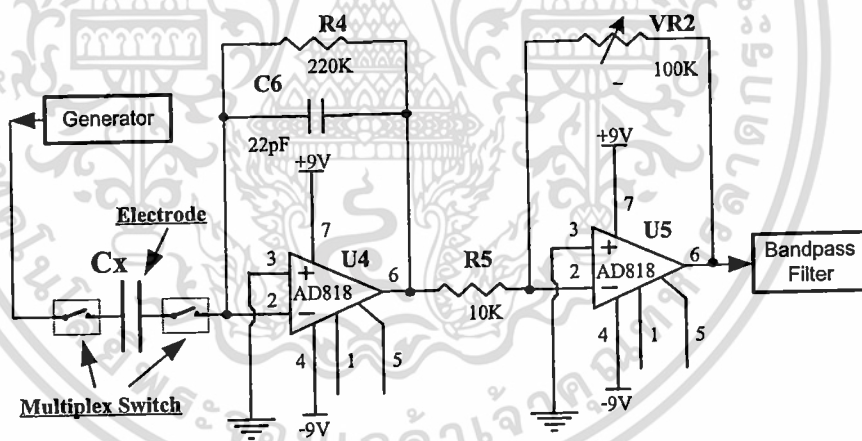 R4
220K
C6
22pF
VR2
100K
-
Generator
+9V
+9V
Electrode
Cx
7
U4
3
+
AD818
6
2
-
4
1
5
-9V
R5
10K
7
U5
3
+
AD818
6
2
-
4
1
5
-9V
Bandpass
Filter
Multiplex Switch